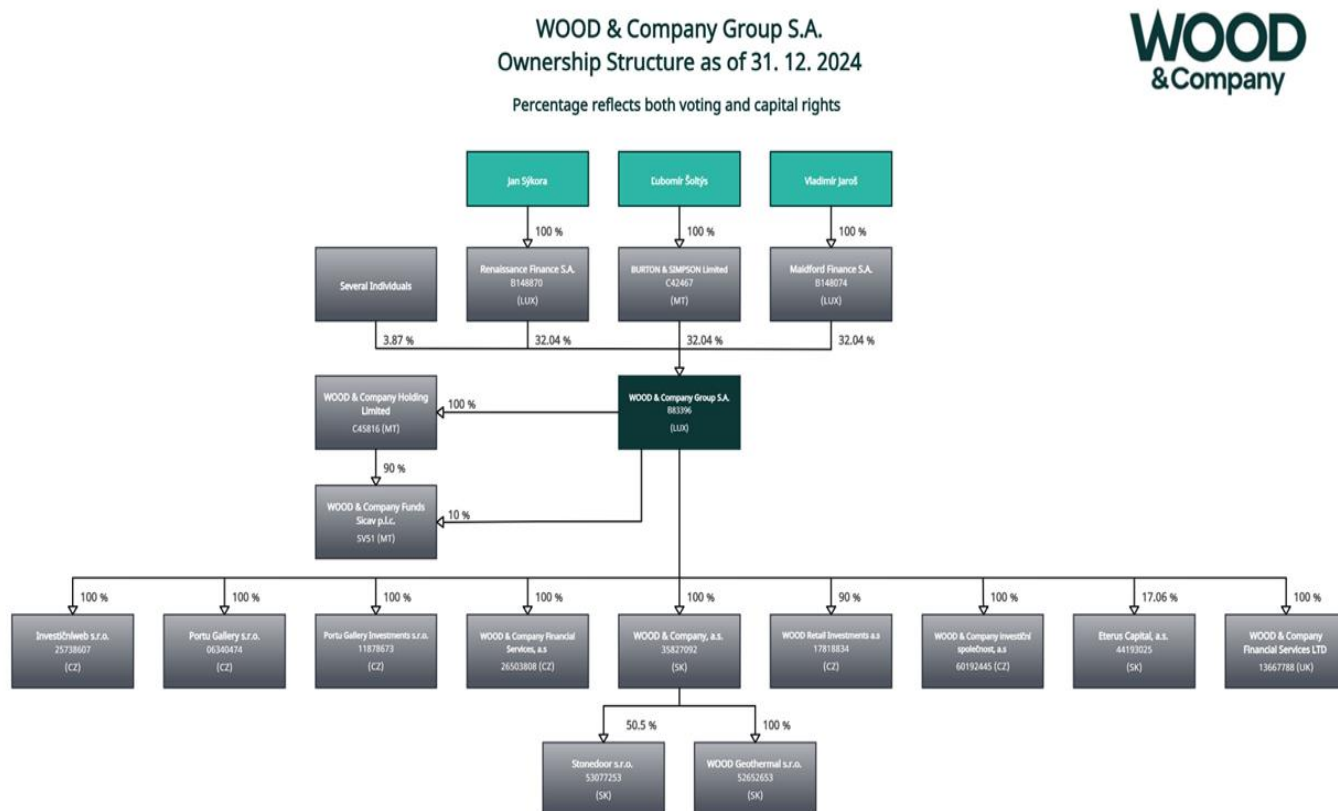 WOOD & Company Group S.A.
Ownership Structure as of 31. 12. 2024
Percentage reflects both voting and capital rights
WOOD
&Company
Jan Sýkora
Ľubomír Šoltýs
Vladimír Jaroš
100 %
100 %
100 %
Several Individuals
Renaissance Finance S.A.
B148870
(LUX)
BURTON & SIMPSON Limited
C42467
(MT)
Maidford Finance S.A.
B148074
(LUX)
3.87 %
32.04 %
32.04 %
32.04 %
WOOD & Company Holding
Limited
C45816 (MT)
100 %
WOOD & Company Group S.A.
B83396
(LUX)
90 %
WOOD & Company Funds
Sicav p.l.c.
SV51 (MT)
10 %
100 %
100 %
100 %
100 %
100 %
90 %
100 %
17.06 %
100 %
Investičníweb s.r.o.
25738607
(CZ)
Portu Gallery s.r.o.
06340474
(CZ)
Portu Gallery Investments s.r.o.
11878673
(CZ)
WOOD & Company Financial
Services, a.s
26503808 (CZ)
WOOD & Company, a.s.
35827092
(SK)
WOOD Retail Investments a.s
17818834
(CZ)
WOOD & Company investiční
společnost, a.s
60192445 (CZ)
Eterus Capital, a.s.
44193025
(SK)
WOOD & Company
Financial Services LTD
13667788 (UK)
50.5 %
100 %
Stonedoor s.r.o.
53077253
(SK)
WOOD Geothermal s.r.o.
52652653
(SK)